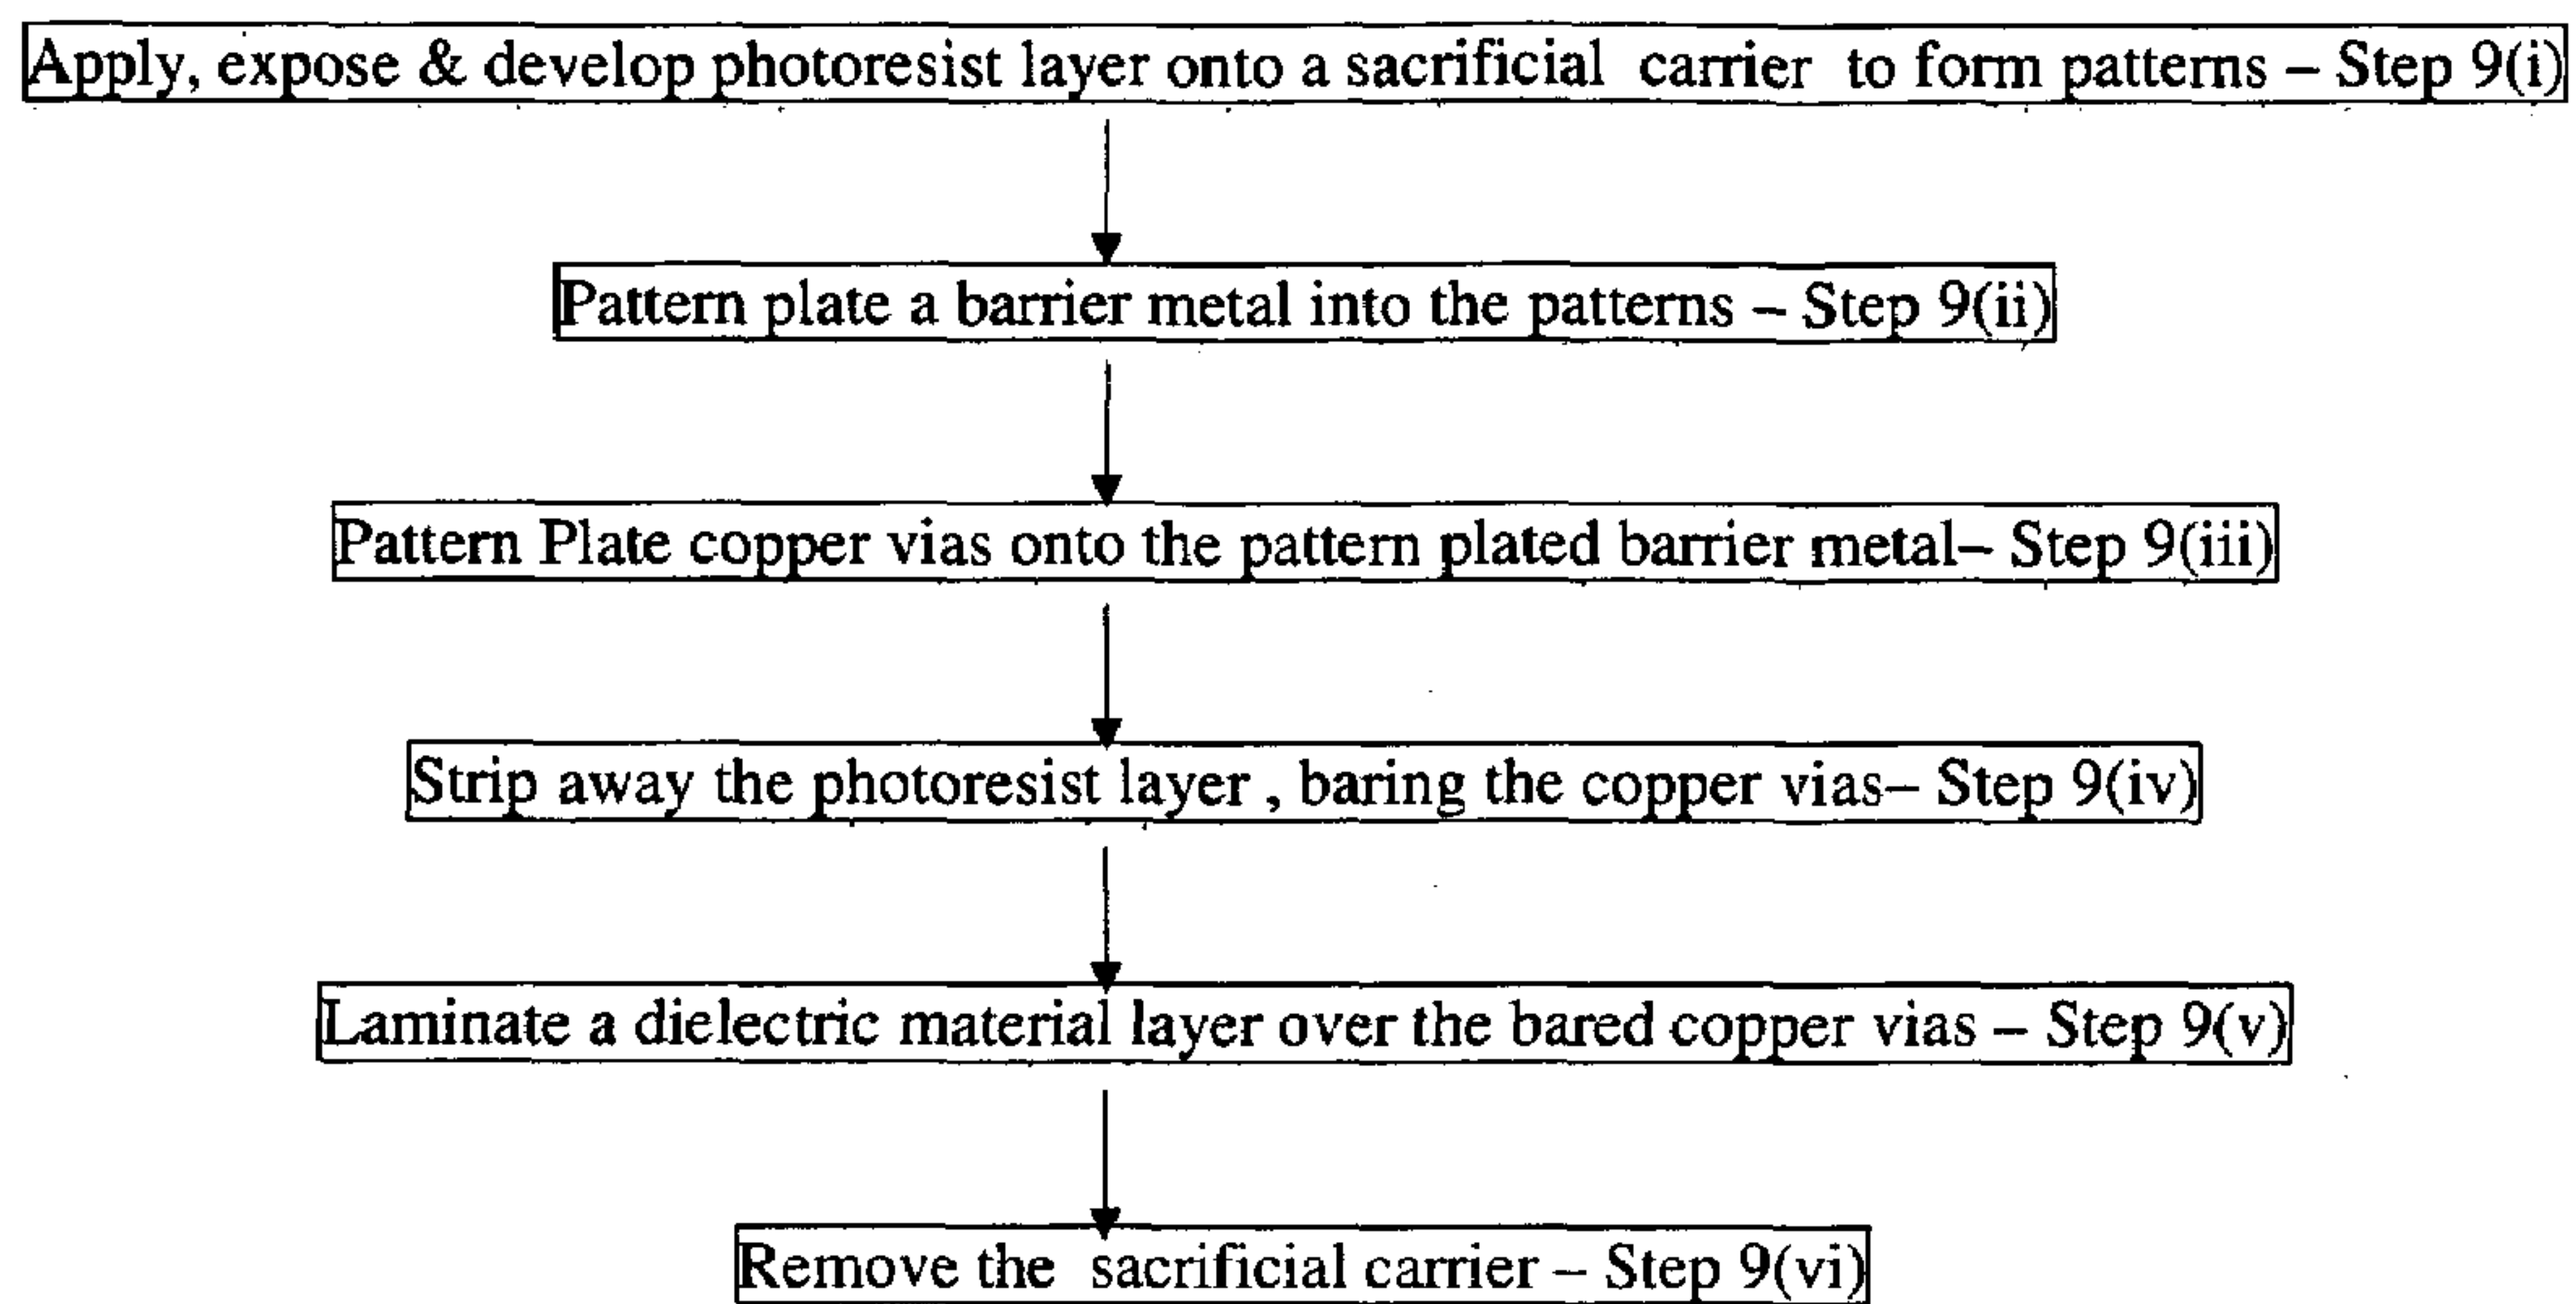 Apply, expose & develop photoresist layer onto a sacrificial carrier to form patterns – Step 9(i)
Pattern plate a barrier metal into the patterns – Step 9(ii)
Pattern Plate copper vias onto the pattern plated barrier metal– Step 9(iii)
Strip away the photoresist layer , baring the copper vias– Step 9(iv)
Laminate a dielectric material layer over the bared copper vias – Step 9(v)
Remove the sacrificial carrier – Step 9(vi)